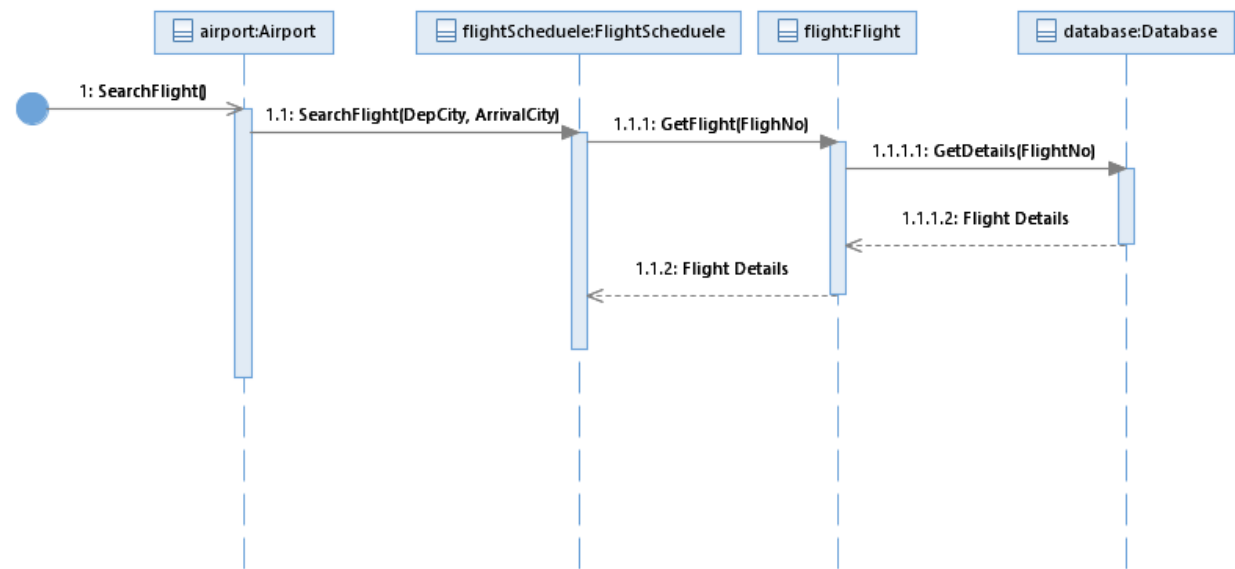 airport:Airport
flightScheduele:FlightScheduele
flight:Flight
database:Database
1: SearchFlight()
1.1: SearchFlight(DepCity, ArrivalCity)
1.1.1: GetFlight(FlighNo)
1.1.1.1: GetDetails(FlightNo)
1.1.1.2: Flight Details
1.1.2: Flight Details